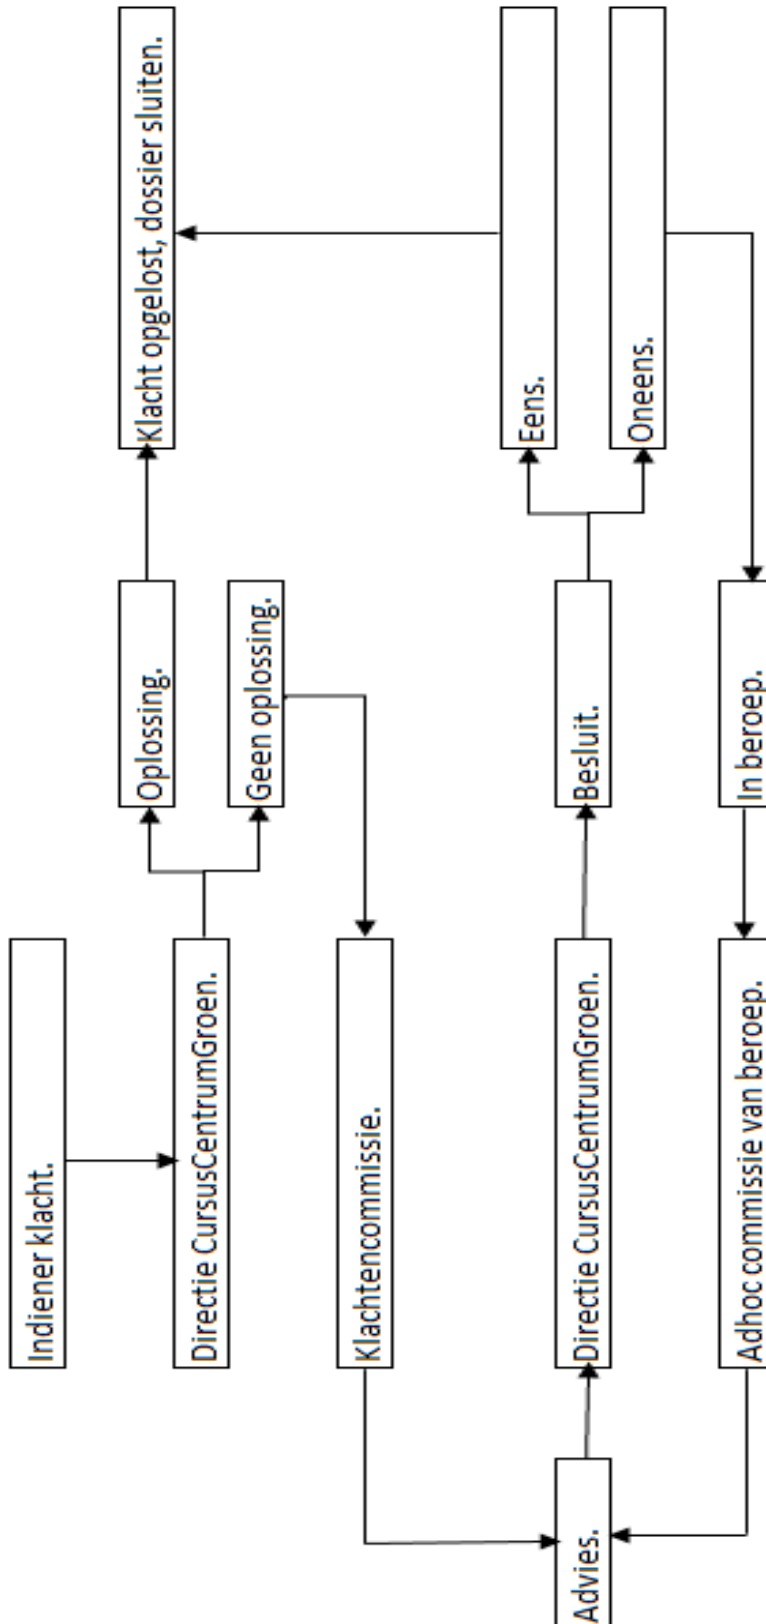 Indiener klacht.
Directie CursusCentrumGroen.
Oplossing.
Klacht opgelost, dossier sluiten.
Geen oplossing.
Klachtencommissie.
Advies.
Directie CursusCentrumGroen.
Besluit.
Eens.
Oneens.
In beroep.
Adhoc commissie van beroep.